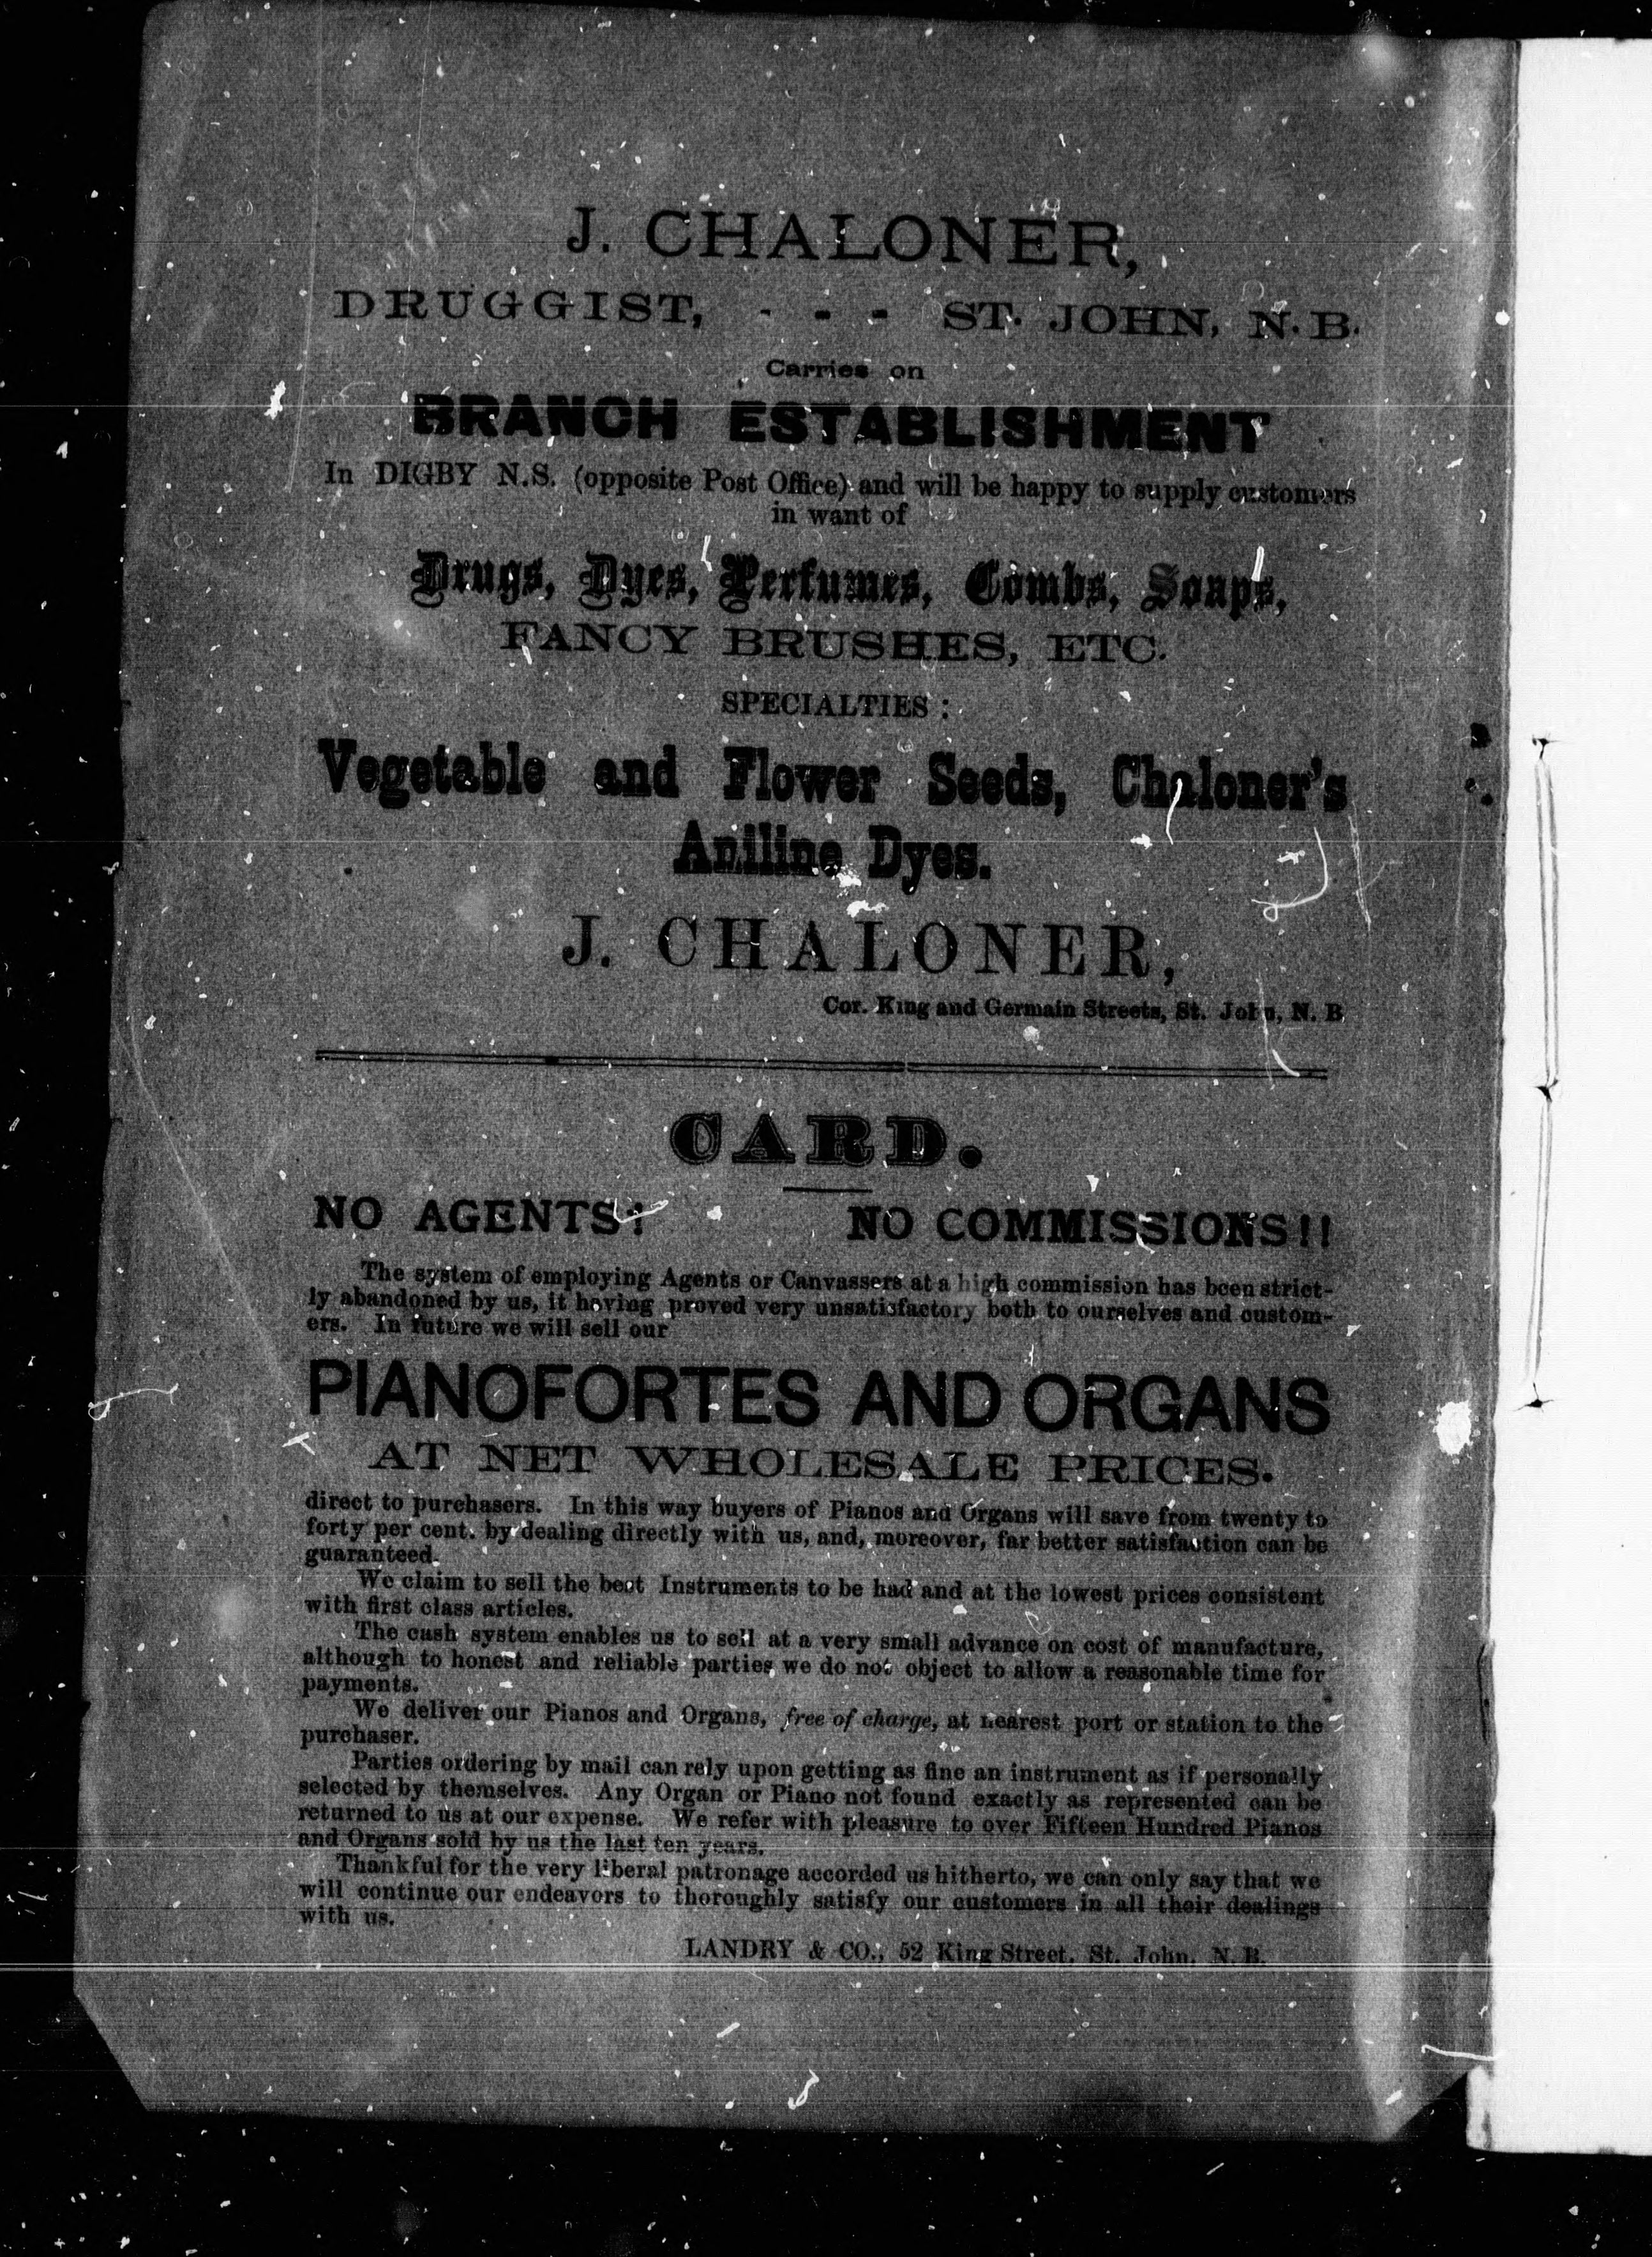 J. CHALONER,
DRUGGIST, - - - ST. JOHN, N. B.
Carries on
BRANCH ESTABLISHMENT
In DIGBY N.S. (opposite Post Office) and will be happy to supply customers
in want of
Drugs, Dyes, Perfumes, Combs, Soaps,
FANCY BRUSHES, ETC.
SPECIALTIES:
Vegetable and Flower Seeds, Chaloner's
Aniline Dyes.
J. CHALONER,
Cor. King and Germain Streets, St. John, N. B
CARD.
NO AGENTS! NO COMMISSIONS!!
The system of employing Agents or Canvassers at a high commission has been strict-
ly abandoned by us, it having proved very unsatisfactory both to ourselves and custom-
ers. In future we will sell our
PIANOFORTES AND ORGANS
AT NET WHOLESALE PRICES.
direct to purchasers. In this way buyers of Pianos and Organs will save from twenty to
forty per cent. by dealing directly with us, and, moreover, far better satisfaction can be
guaranteed.
We claim to sell the best Instruments to be had and at the lowest prices consistent
with first class articles.
The cash system enables us to sell at a very small advance on cost of manufacture,
although to honest and reliable parties we do not object to allow a reasonable time for
payments.
We deliver our Pianos and Organs, free of charge, at nearest port or station to the
purchaser.
Parties ordering by mail can rely upon getting as fine an instrument as if personally
selected by themselves. Any Organ or Piano not found exactly as represented can be
returned to us at our expense. We refer with pleasure to over Fifteen Hundred Pianos
and Organs sold by us the last ten years.
Thankful for the very liberal patronage accorded us hitherto, we can only say that we
will continue our endeavors to thoroughly satisfy our customers in all their dealings
with us.
LANDRY & CO., 52 King Street, St. John, N. B.